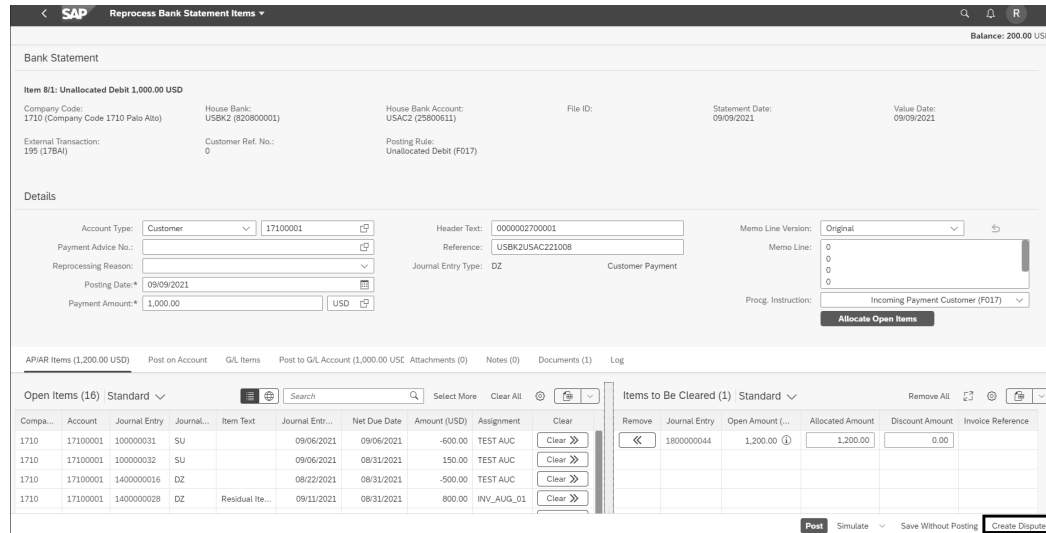 SAP Reprocess Bank Statement Items R
Balance: 200.00 USD
Bank Statement
Item 8/1: Unallocated Debit 1,000.00 USD
Company Code: House Bank: House Bank Account: File ID: Statement Date: Value Date:
1710 (Company Code 1710 Palo Alto) USBK2 (820800001) USAC2 (25800611) 09/09/2021 09/09/2021
External Transaction: Customer Ref. No.: Posting Rule:
195 (17BAI) 0 Unallocated Debit (F017)
Details
Account Type: Customer 17100001 Header Text: 0000002700001 Memo Line Version: Original
Payment Advice No.: Reference: USBK2USAC221008 Memo Line: 0
0
Reprocessing Reason: Journal Entry Type: DZ Customer Payment 0
Posting Date:* 09/09/2021 0
Payment Amount:* 1,000.00 USD Procg. Instruction: Incoming Payment Customer (F017)
Allocate Open Items
AP/AR Items (1,200.00 USD) Post on Account G/L Items Post to G/L Account (1,000.00 USD Attachments (0) Notes (0) Documents (1) Log
Open Items (16) Standard Search Select More Clear All Items to Be Cleared (1) Standard Remove All
Compa... Account Journal Entry Journal... Item Text Journal Entr... Net Due Date Amount (USD) Assignment Clear Remove Journal Entry Open Amount (... Allocated Amount Discount Amount Invoice Reference
1710 17100001 100000031 SU 09/06/2021 09/06/2021 -600.00 TEST AUC Clear 1800000044 1,200.00 1,200.00 0.00
1710 17100001 100000032 SU 09/06/2021 08/31/2021 150.00 TEST AUC Clear
1710 17100001 1400000016 DZ 08/22/2021 08/31/2021 -500.00 TEST AUC Clear
1710 17100001 1400000028 DZ Residual Ite... 09/11/2021 08/31/2021 800.00 INV_AUG_01 Clear
Post Simulate Save Without Posting Create Dispute